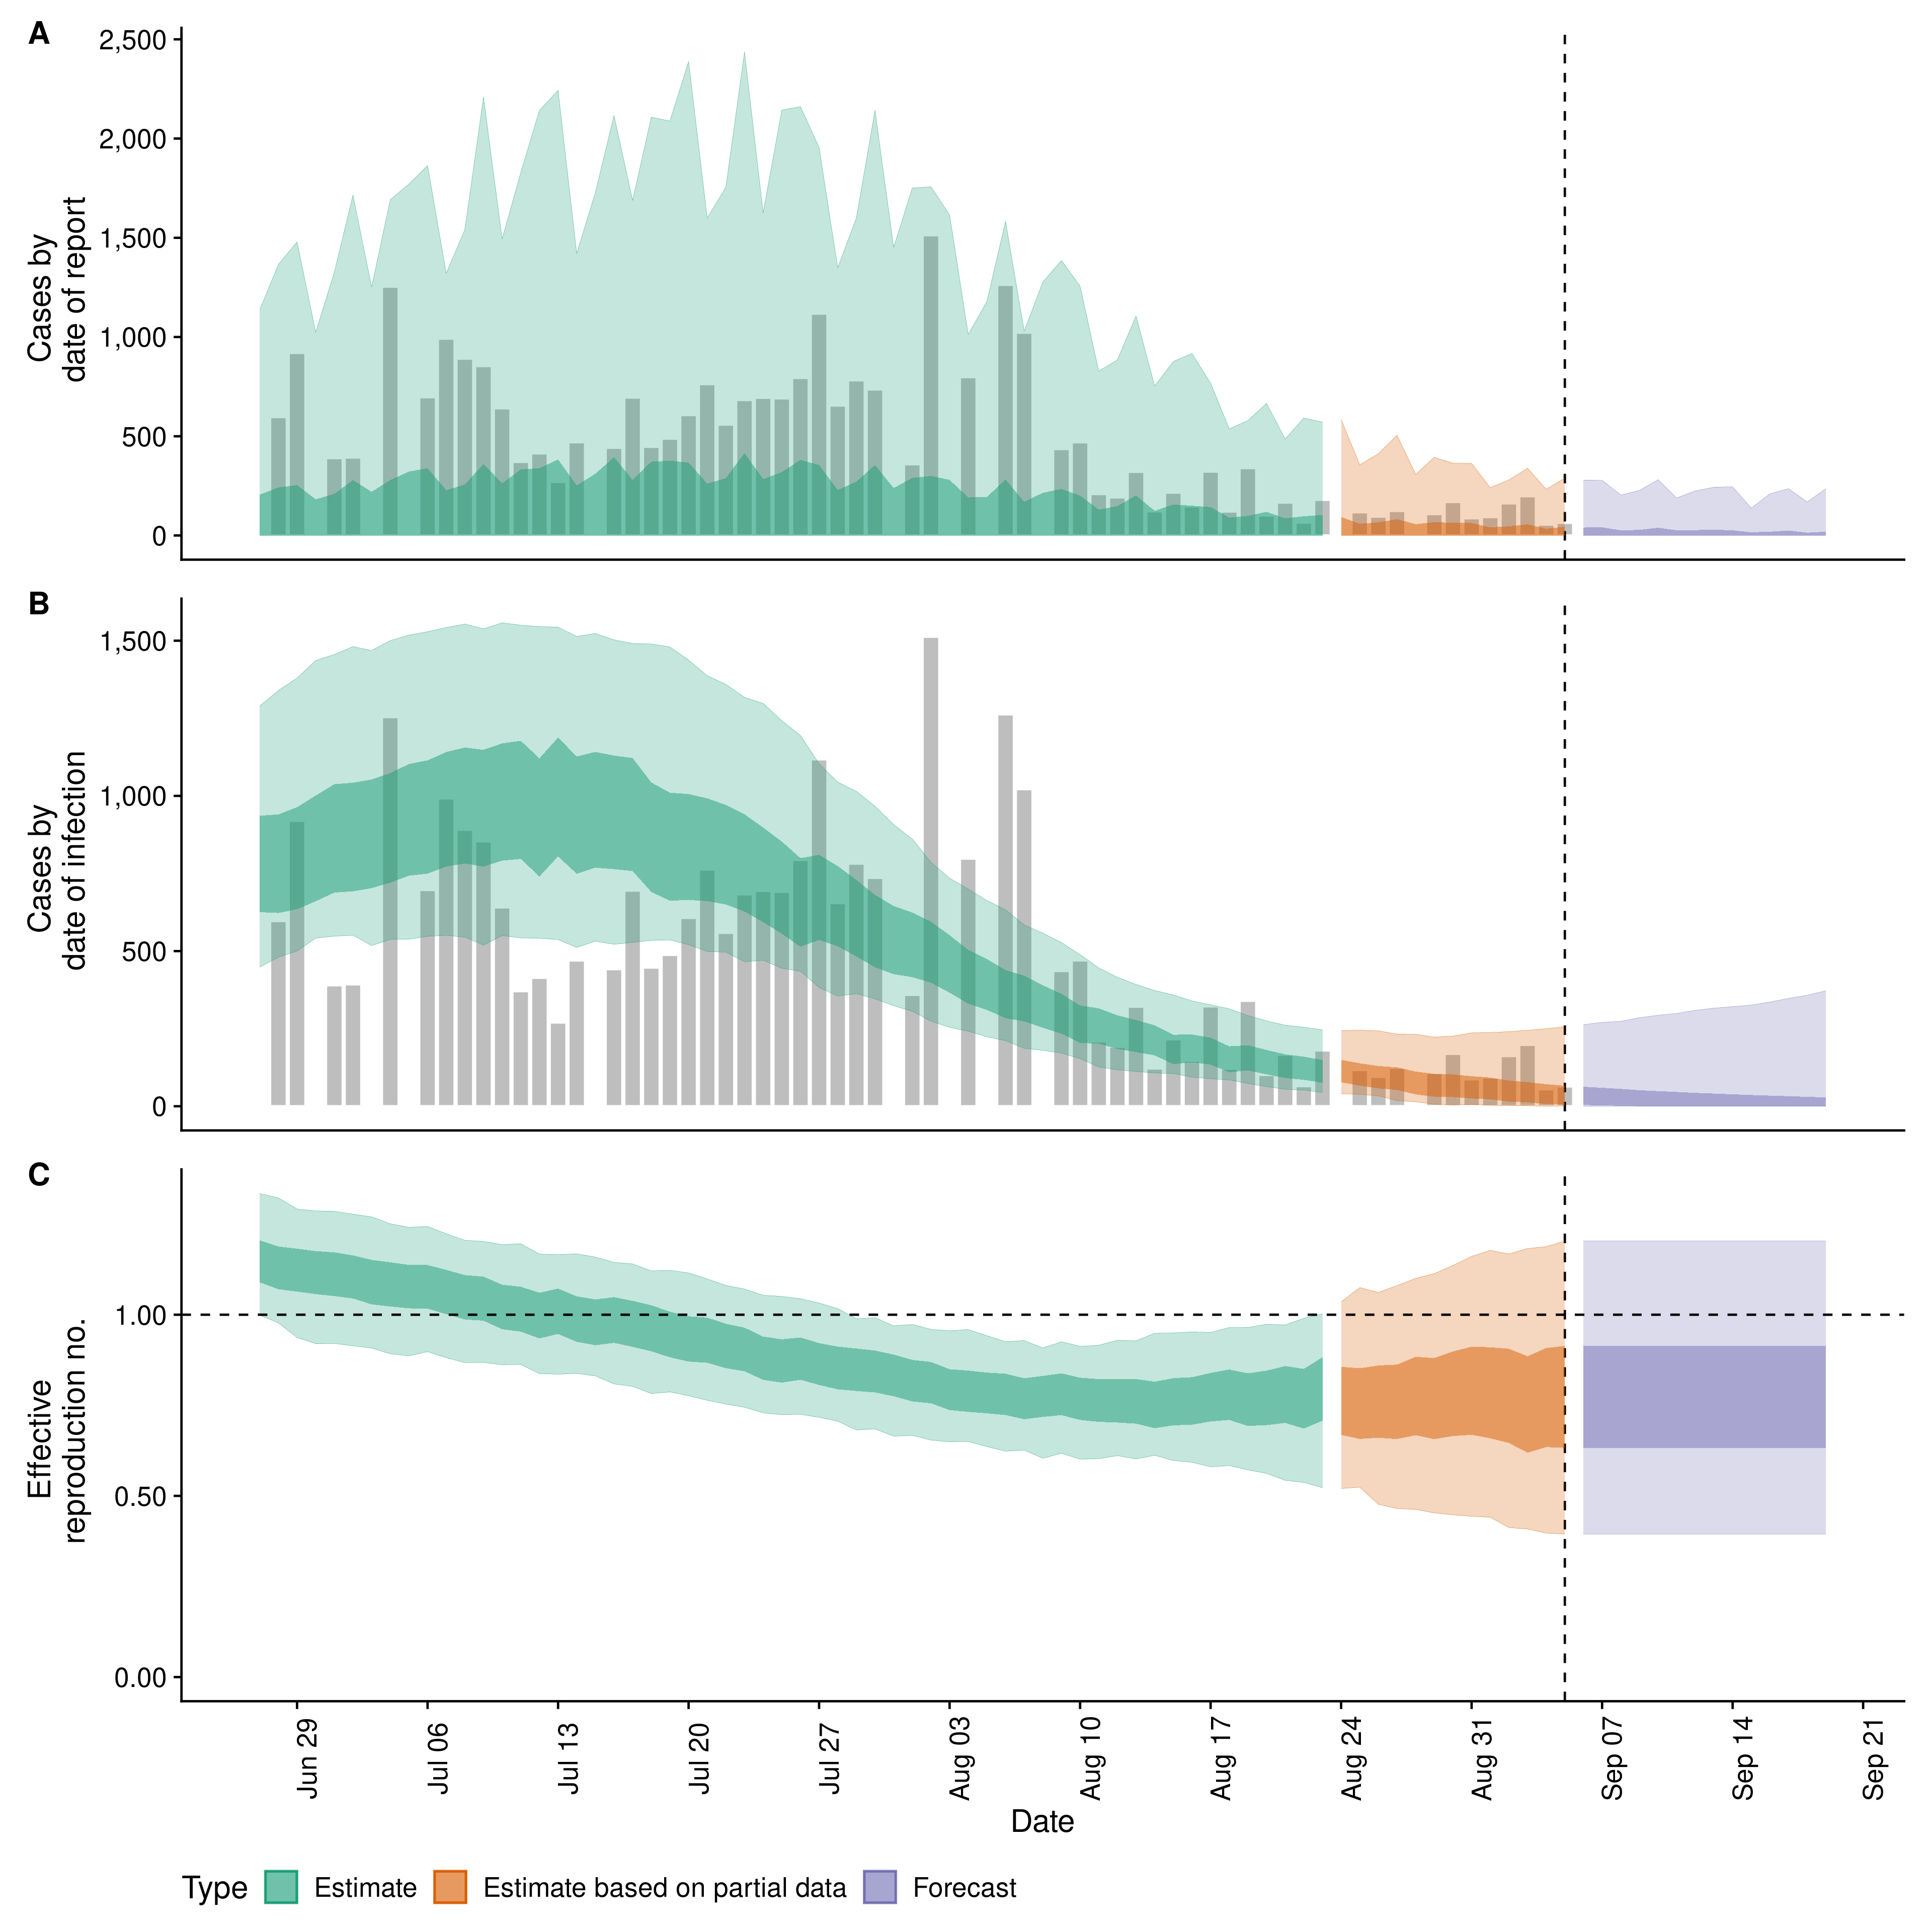 A
2,500
2,000
1,500
1,000
500
0
Cases by
date of report
B
1,500
1,000
500
0
Cases by
date of infection
C
1.00
0.50
0.00
Effective
reproduction no.
Jun 29
Jul 06
Jul 13
Jul 20
Jul 27
Aug 03
Aug 10
Aug 17
Aug 24
Aug 31
Sep 07
Sep 14
Sep 21
Date
Type Estimate Estimate based on partial data Forecast